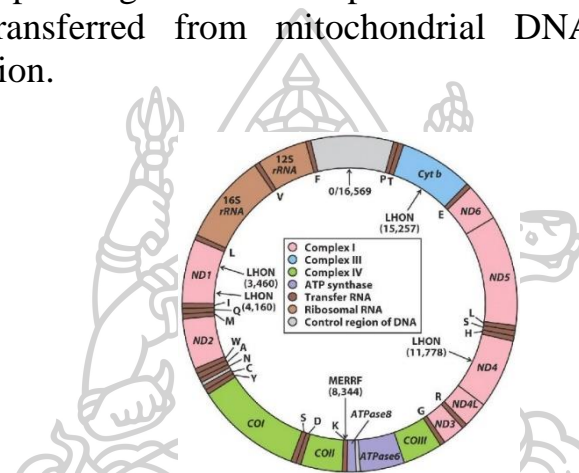 transferred from mitochondrial DNA
12S
rRNA
16S
rRNA
F
V
0/16,569
P T
Cyt b
LHON
(15,257)
E
ND6
L
ND1
LHON
(3,460)
LHON
(4,160)
I
Q
M
ND2
Complex I
Complex III
Complex IV
ATP synthase
Transfer RNA
Ribosomal RNA
Control region of DNA
ND5
L
S
H
LHON
(11,778)
ND4
W
A
N
C
Y
MERRF
(8,344)
ATPase8
R
ND4L
G
ND3
COI
S
D
K
COII
ATPase6
COIII